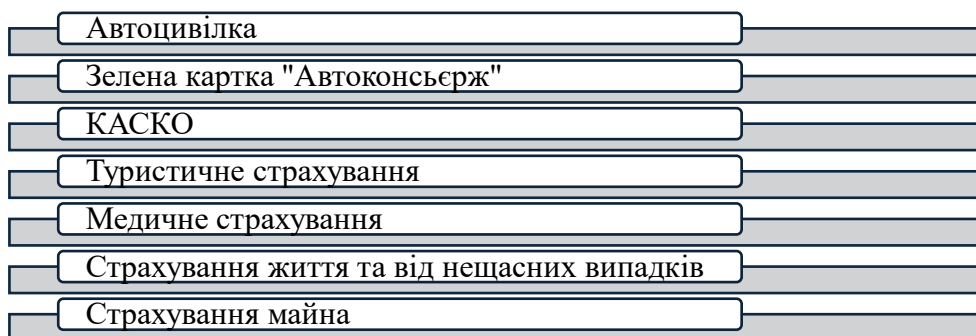 Автоцивілка
Зелена картка "Автоконсьєрж"
КАСКО
Туристичне страхування
Медичне страхування
Страхування життя та від нещасних випадків
Страхування майна